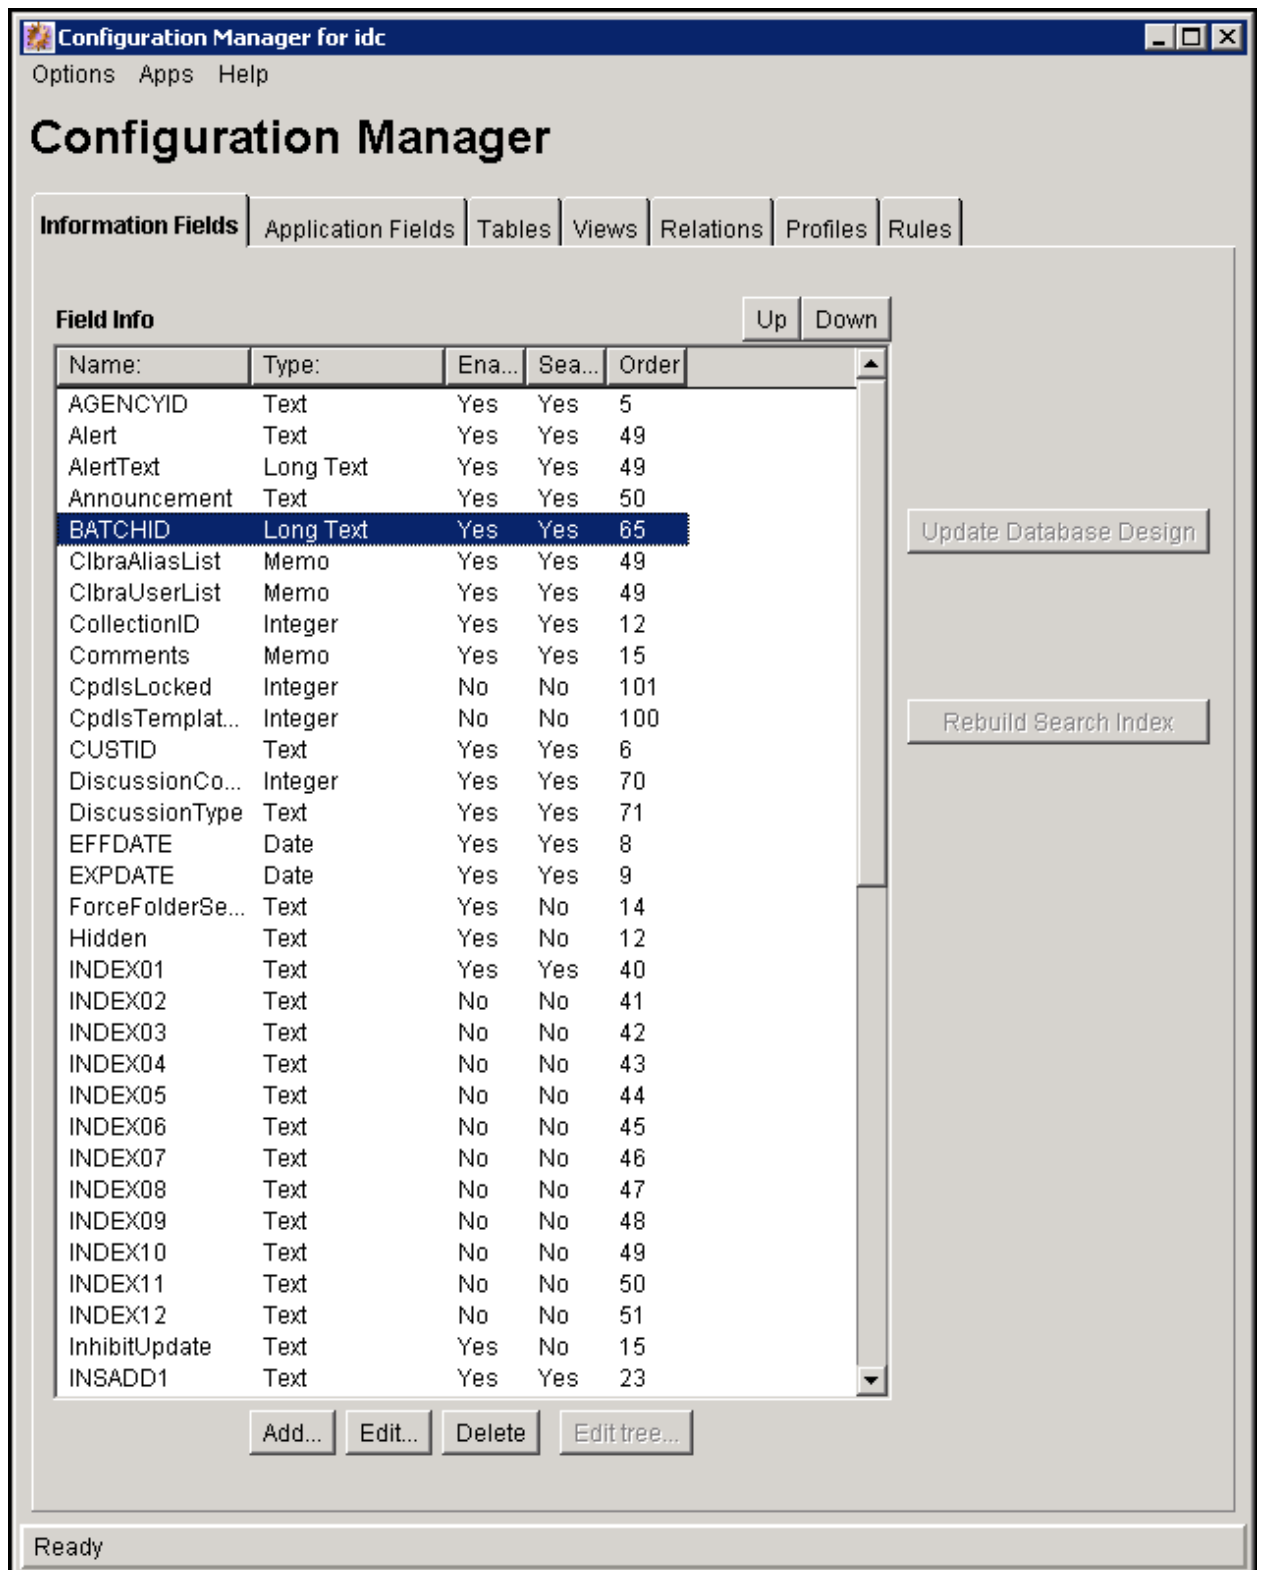 Configuration Manager for idc
Options Apps Help
Configuration Manager
Information Fields Application Fields Tables Views Relations Profiles Rules
Field Info Up Down
Name: Type: Ena... Sea... Order
AGENCYID Text Yes Yes 5
Alert Text Yes Yes 49
AlertText Long Text Yes Yes 49
Announcement Text Yes Yes 50
BATCHID Long Text Yes Yes 65
Update Database Design
ClbraAliasList Memo Yes Yes 49
ClbraUserList Memo Yes Yes 49
CollectionID Integer Yes Yes 12
Comments Memo Yes Yes 15
CpdIsLocked Integer No No 101
CpdIsTemplat... Integer No No 100
Rebuild Search Index
CUSTID Text Yes Yes 6
DiscussionCo... Integer Yes Yes 70
DiscussionType Text Yes Yes 71
EFFDATE Date Yes Yes 8
EXPDATE Date Yes Yes 9
ForceFolderSe... Text Yes No 14
Hidden Text Yes No 12
INDEX01 Text Yes Yes 40
INDEX02 Text No No 41
INDEX03 Text No No 42
INDEX04 Text No No 43
INDEX05 Text No No 44
INDEX06 Text No No 45
INDEX07 Text No No 46
INDEX08 Text No No 47
INDEX09 Text No No 48
INDEX10 Text No No 49
INDEX11 Text No No 50
INDEX12 Text No No 51
InhibitUpdate Text Yes No 15
INSADD1 Text Yes Yes 23
Add... Edit... Delete Edit tree...
Ready